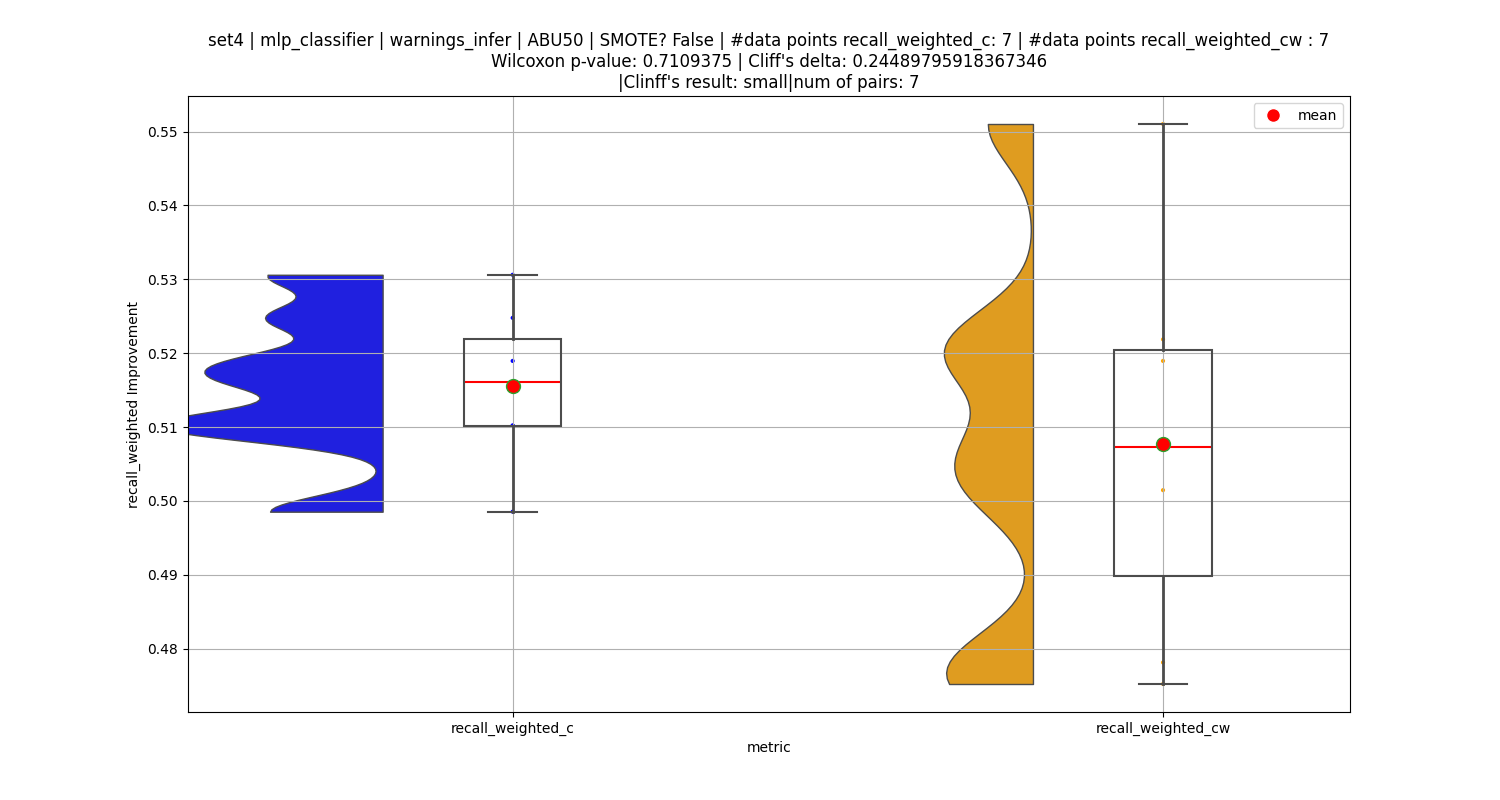 set4 | mlp_classifier | warnings_infer | ABU50 | SMOTE? False | #data points recall_weighted_c: 7 | #data points recall_weighted_cw : 7
Wilcoxon p-value: 0.7109375 | Cliff's delta: 0.24489795918367346
|Clinff's result: small|num of pairs: 7
mean
0.55
0.54
0.53
0.52
0.51
0.50
0.49
0.48
recall_weighted Improvement
recall_weighted_c
recall_weighted_cw
metric